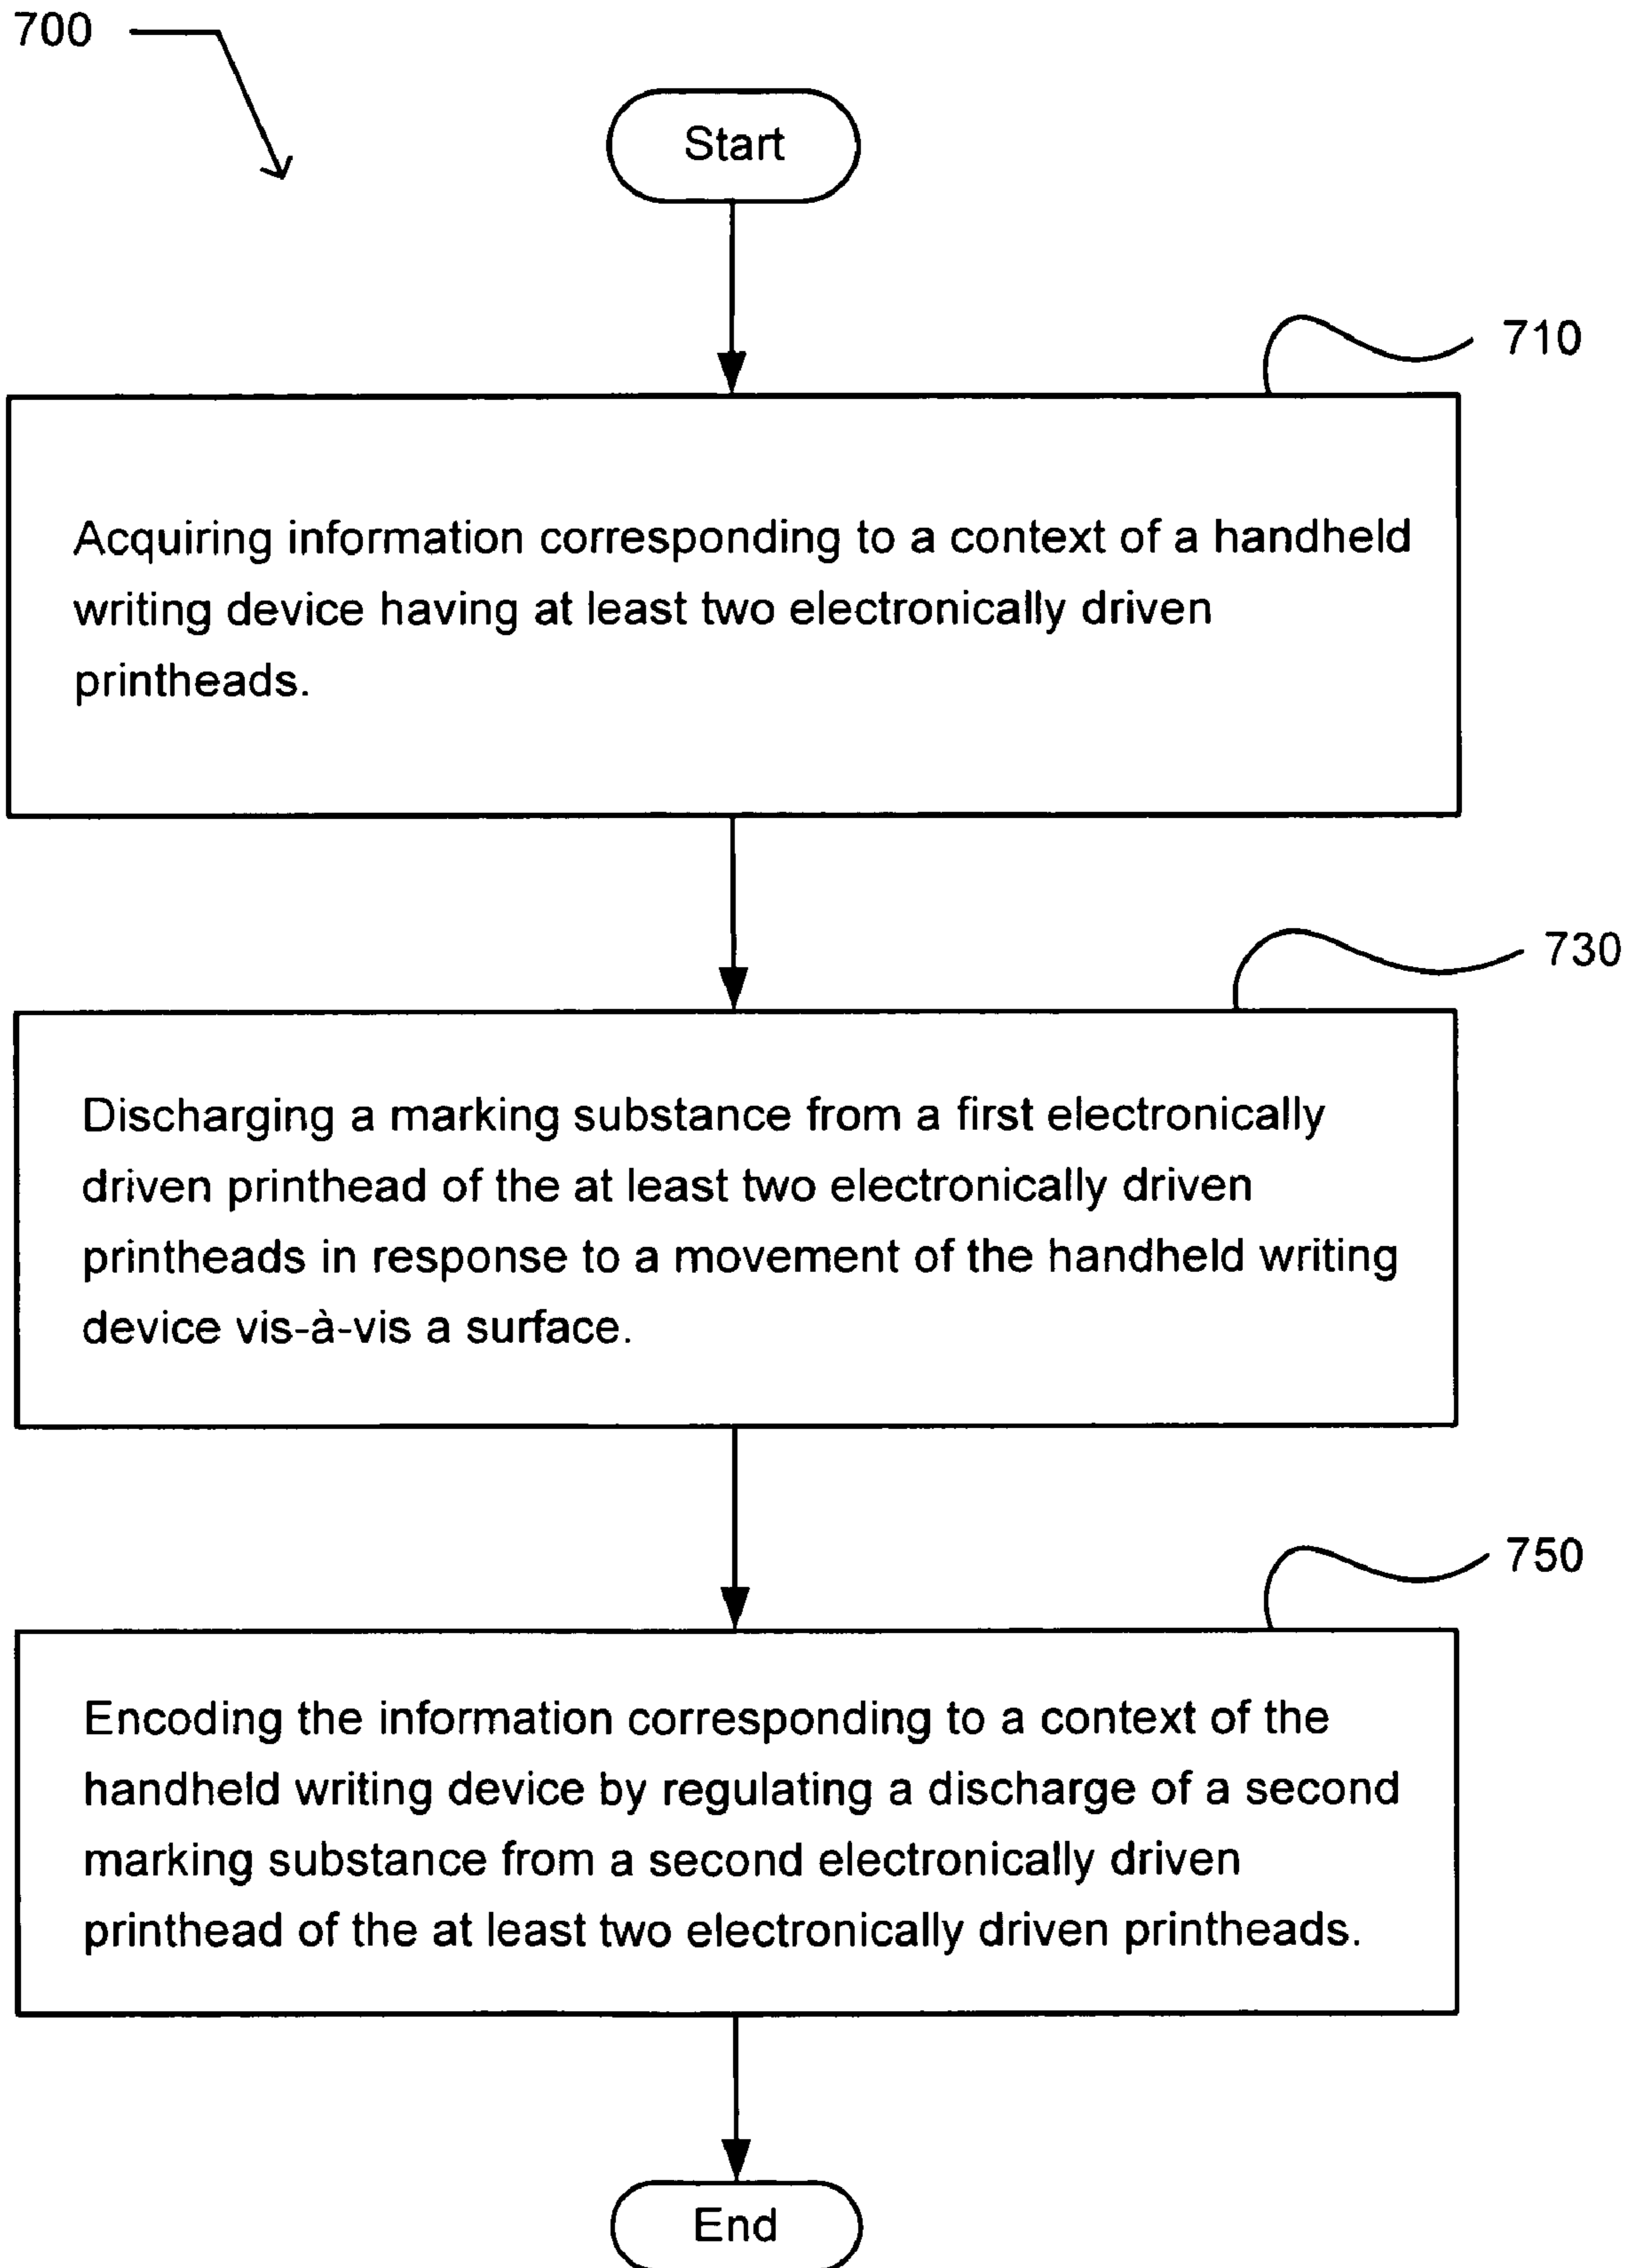 700
Start
710
Acquiring information corresponding to a context of a handheld
writing device having at least two electronically driven
printheads.
730
Discharging a marking substance from a first electronically
driven printhead of the at least two electronically driven
printheads in response to a movement of the handheld writing
device vis-à-vis a surface.
750
Encoding the information corresponding to a context of the
handheld writing device by regulating a discharge of a second
marking substance from a second electronically driven
printhead of the at least two electronically driven printheads.
End